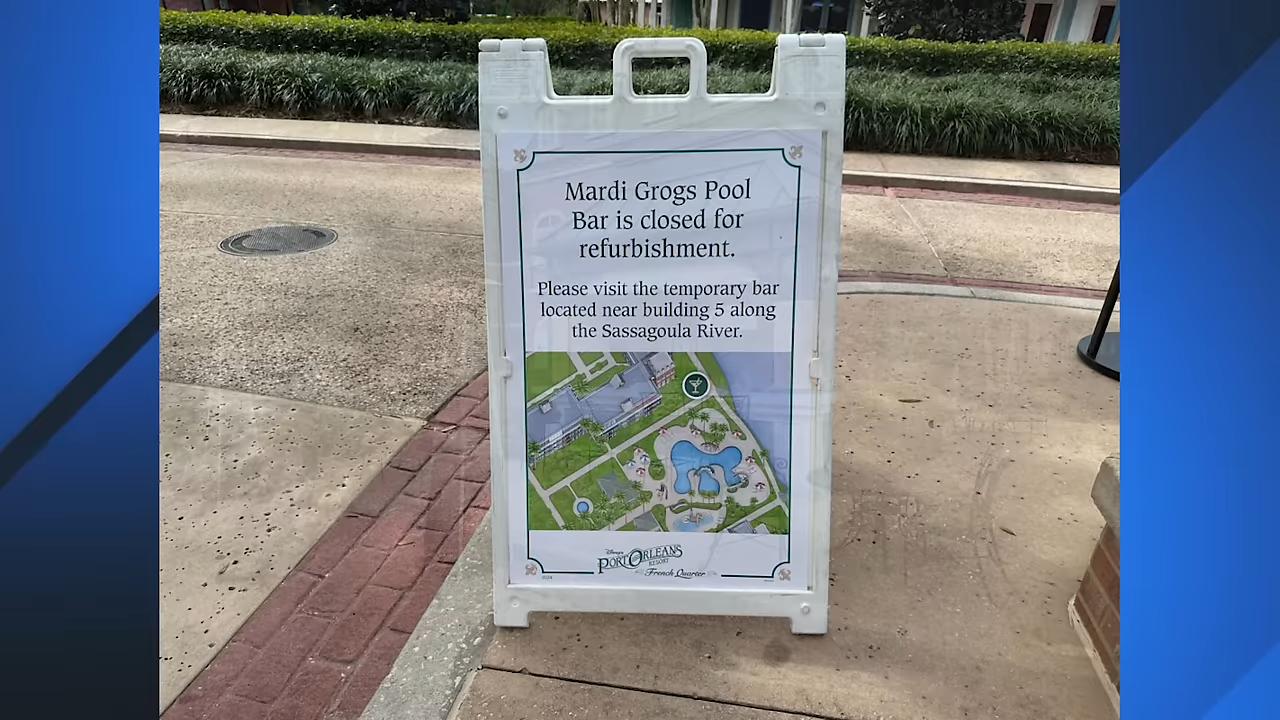 Mardi Grogs Pool
Bar is closed for
refurbishment.
Please visit the temporary bar
located near building 5 along
the Sassagoula River.
Disney's
PORT ORLEANS
RESORT
French Quarter